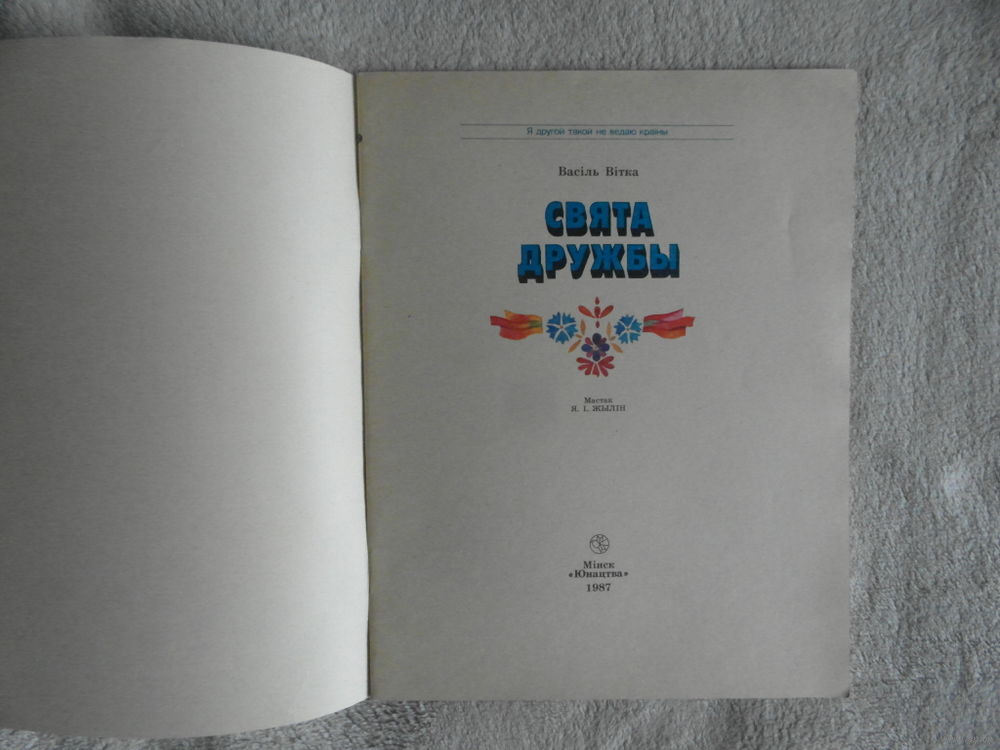 Я другой такой не ведаю краіны
Васіль Вітка
СВЯТА
ДРУЖБЫ
Мастак
Я. І. ЖЫЛІН
Мінск
«Юнацтва»
1987